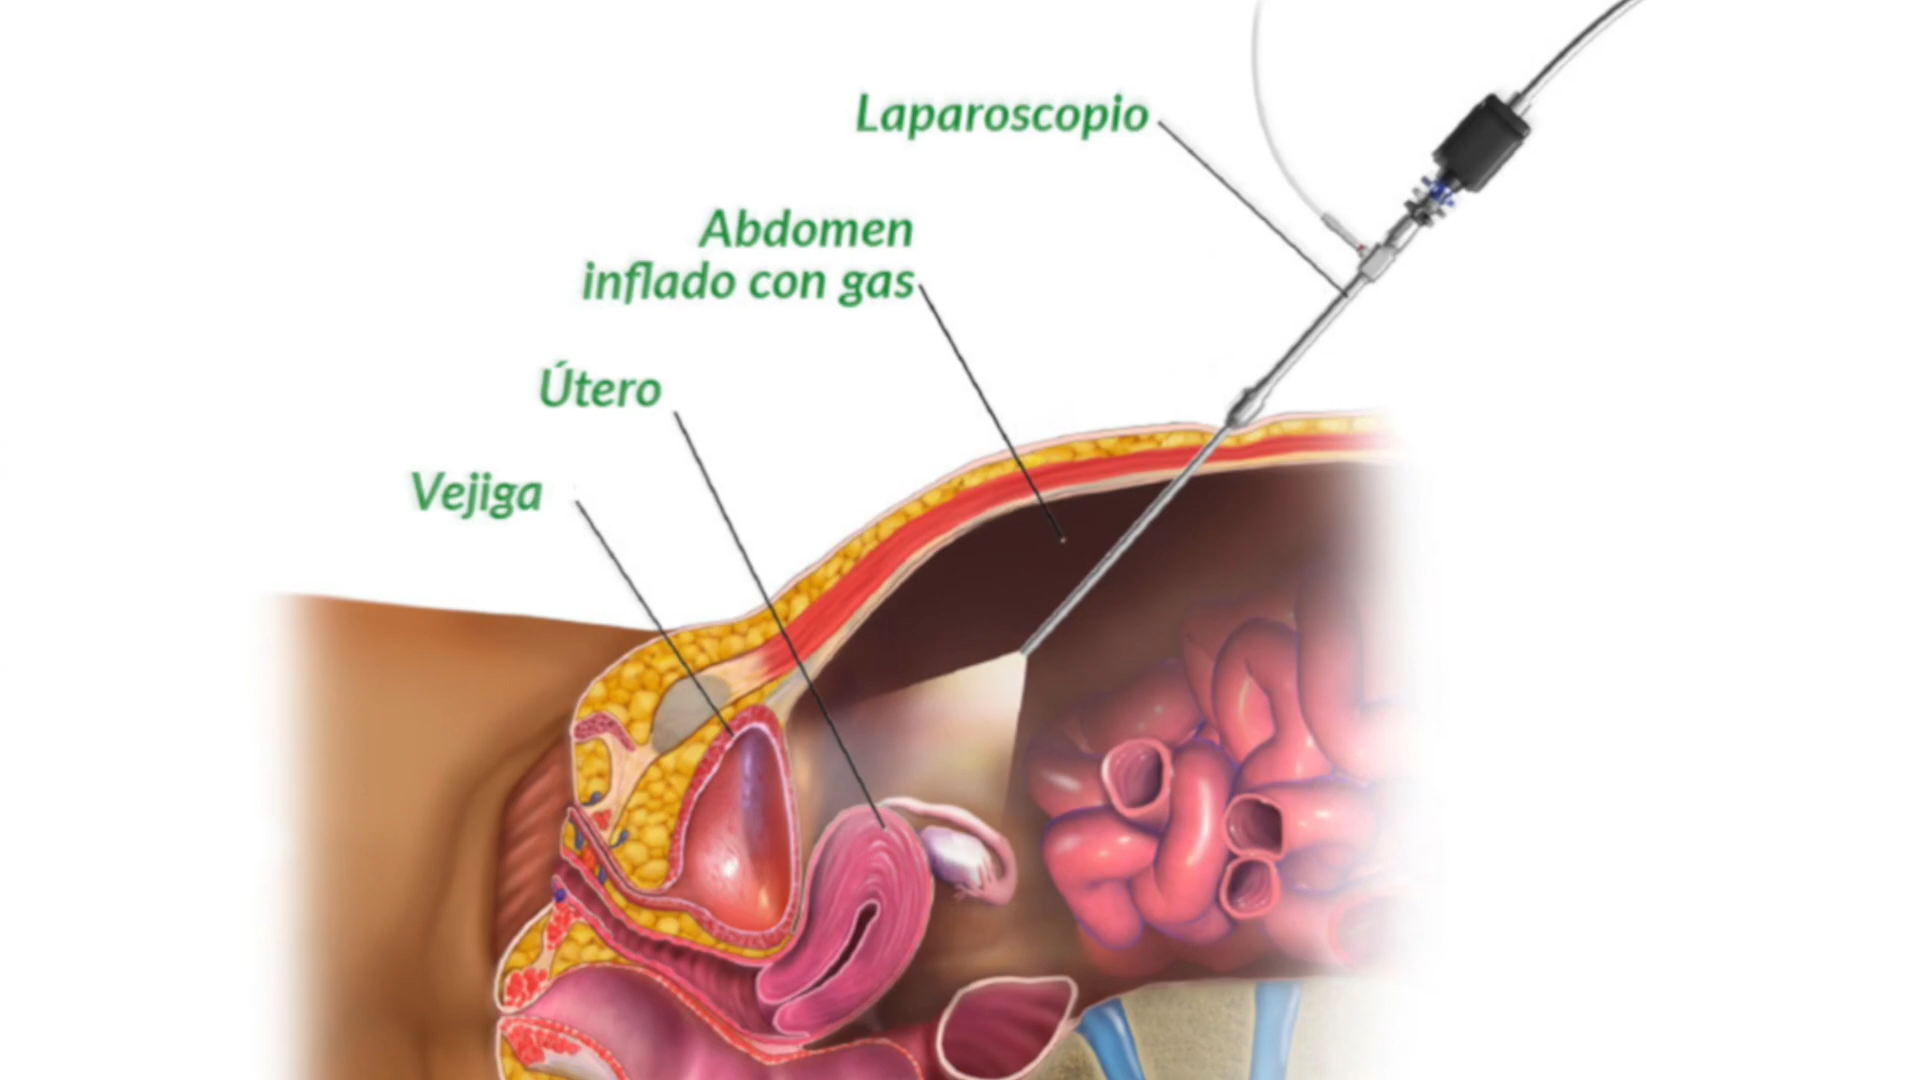 Laparoscopio
Abdomen
inflado con gas
Útero
Vejiga